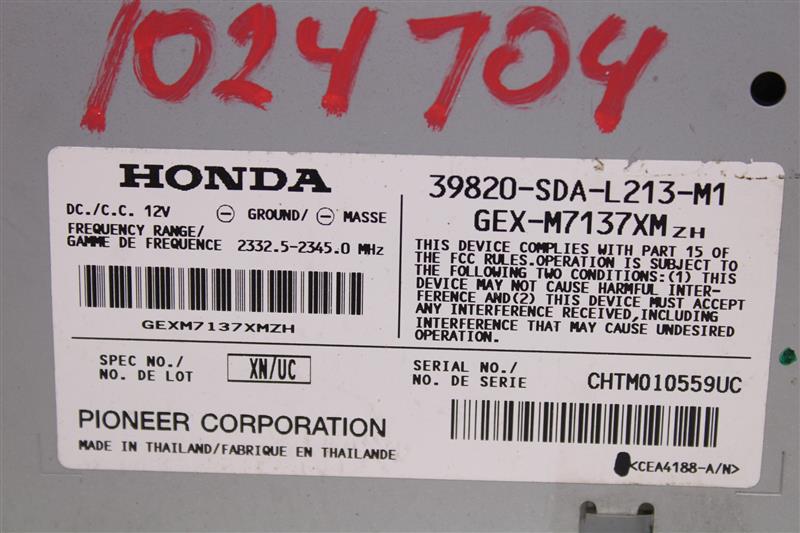 1024704
HONDA
DC./C.C. 12V ⊖ GROUND/ ⊖ MASSE
FREQUENCY RANGE/
GAMME DE FREQUENCE 2332.5-2345.0 MHz
GEXM7137XMZH
39820-SDA-L213-M1
GEX-M7137XM ZH
THIS DEVICE COMPLIES WITH PART 15 OF
THE FCC RULES.OPERATION IS SUBJECT TO
THE FOLLOWING TWO CONDITIONS:(1) THIS
DEVICE MAY NOT CAUSE HARMFUL INTER-
FERENCE AND(2) THIS DEVICE MUST ACCEPT
ANY INTERFERENCE RECEIVED,INCLUDING
INTERFERENCE THAT MAY CAUSE UNDESIRED
OPERATION.
SPEC NO./
NO. DE LOT
XN/UC
SERIAL NO./
NO. DE SERIE
CHTM010559UC
PIONEER CORPORATION
MADE IN THAILAND/FABRIQUE EN THAILANDE
<CEA4188-A/N>